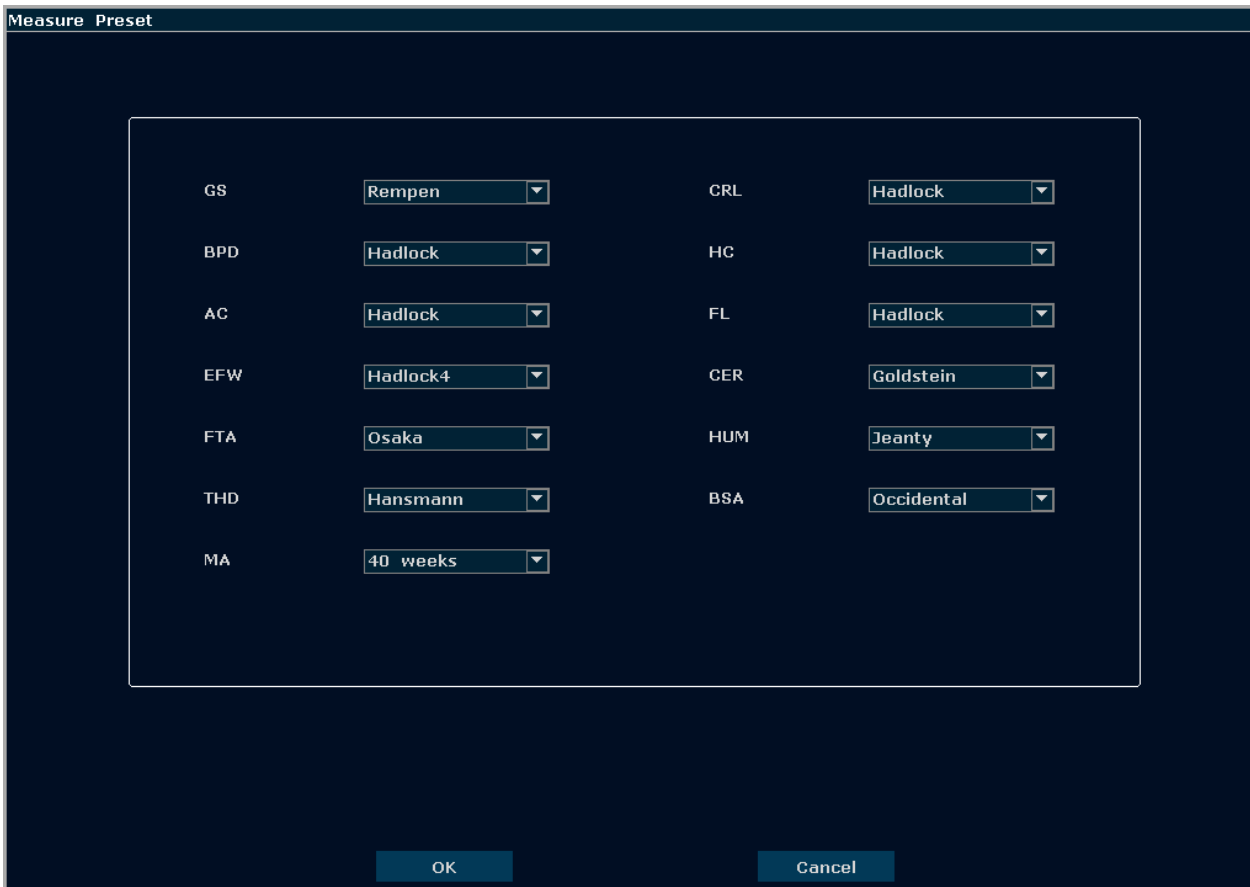 Measure Preset
GS Rempen CRL Hadlock
BPD Hadlock HC Hadlock
AC Hadlock FL Hadlock
EFW Hadlock4 CER Goldstein
FTA Osaka HUM Jeanty
THD Hansmann BSA Occidental
MA 40 weeks
OK Cancel